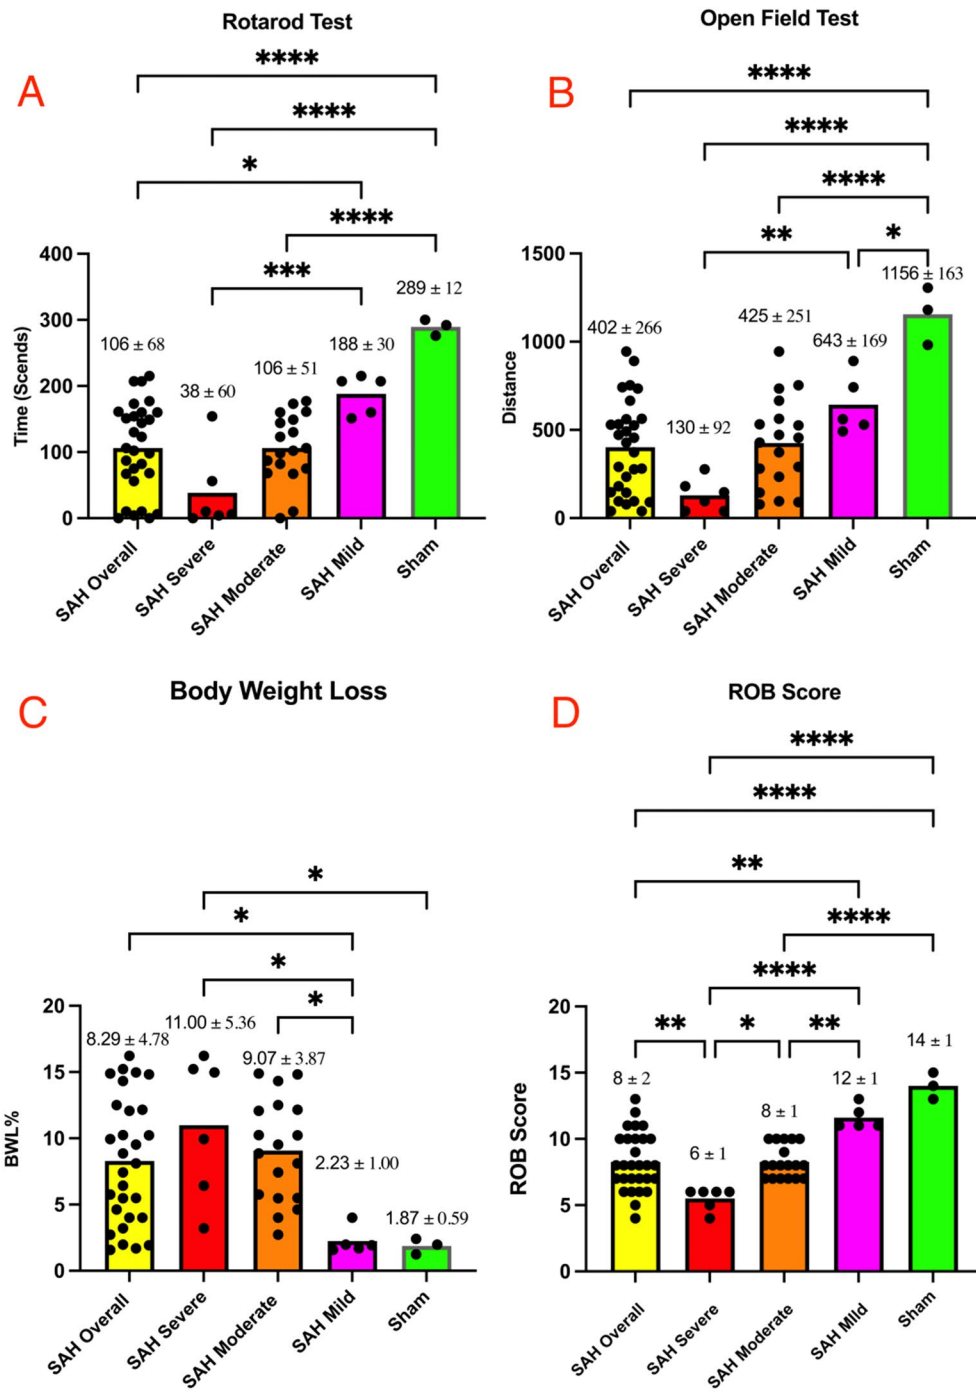 Rotarod Test
A
****
****
*
****
***
Time (Scends)
400
300
200
100
0
106 ± 68
38 ± 60
106 ± 51
188 ± 30
289 ± 12
SAH Overall
SAH Severe
SAH Moderate
SAH Mild
Sham
Open Field Test
B
****
****
****
**
*
Distance
1500
1000
500
0
402 ± 266
130 ± 92
425 ± 251
643 ± 169
1156 ± 163
SAH Overall
SAH Severe
SAH Moderate
SAH Mild
Sham
Body Weight Loss
C
*
*
*
*
BWL%
20
15
10
5
0
8.29 ± 4.78
11.00 ± 5.36
9.07 ± 3.87
2.23 ± 1.00
1.87 ± 0.59
SAH Overall
SAH Severe
SAH Moderate
SAH Mild
Sham
ROB Score
D
****
****
**
****
****
**
*
**
ROB Score
20
15
10
5
0
8 ± 2
6 ± 1
8 ± 1
12 ± 1
14 ± 1
SAH Overall
SAH Severe
SAH Moderate
SAH MIld
Sham